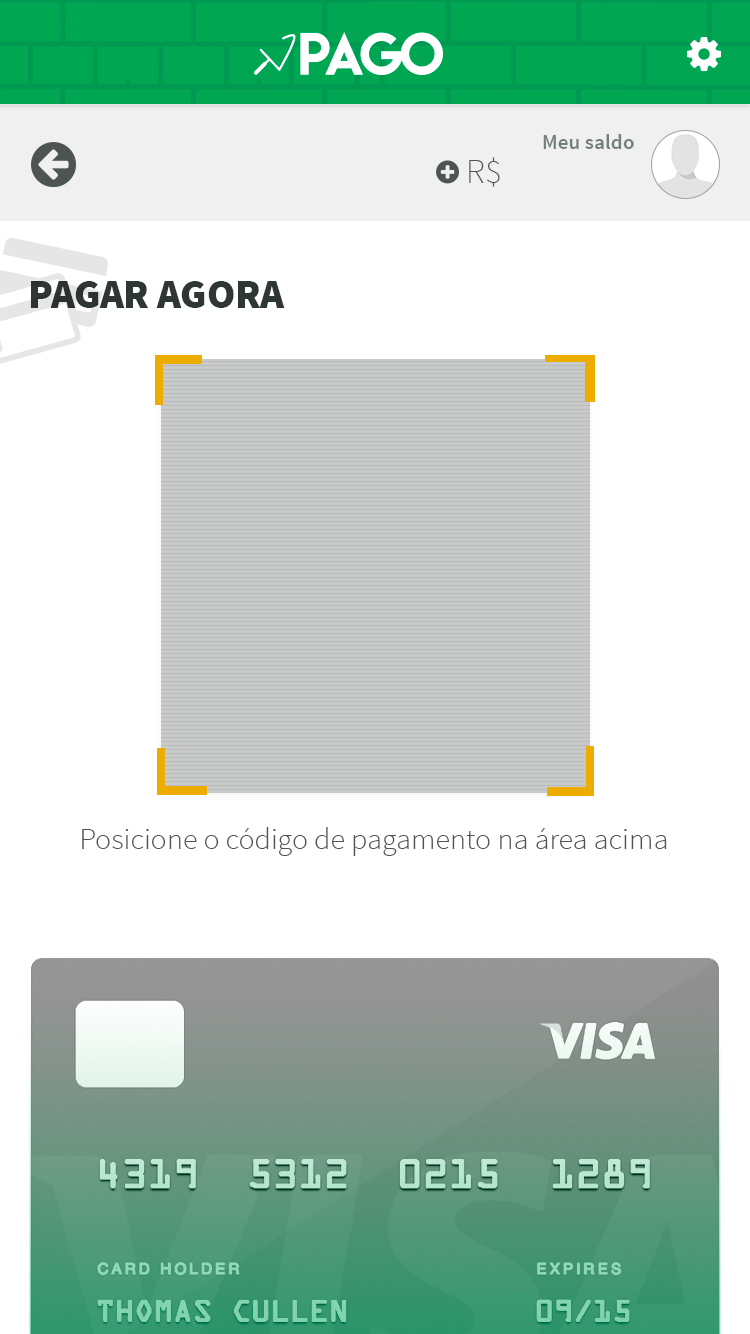 PAGO
Meu saldo
R$
PAGAR AGORA
Posicione o código de pagamento na área acima
VISA
4319 5312 0215 1289
VISA
CARD HOLDER EXPIRES
THOMAS CULLEN 09/15